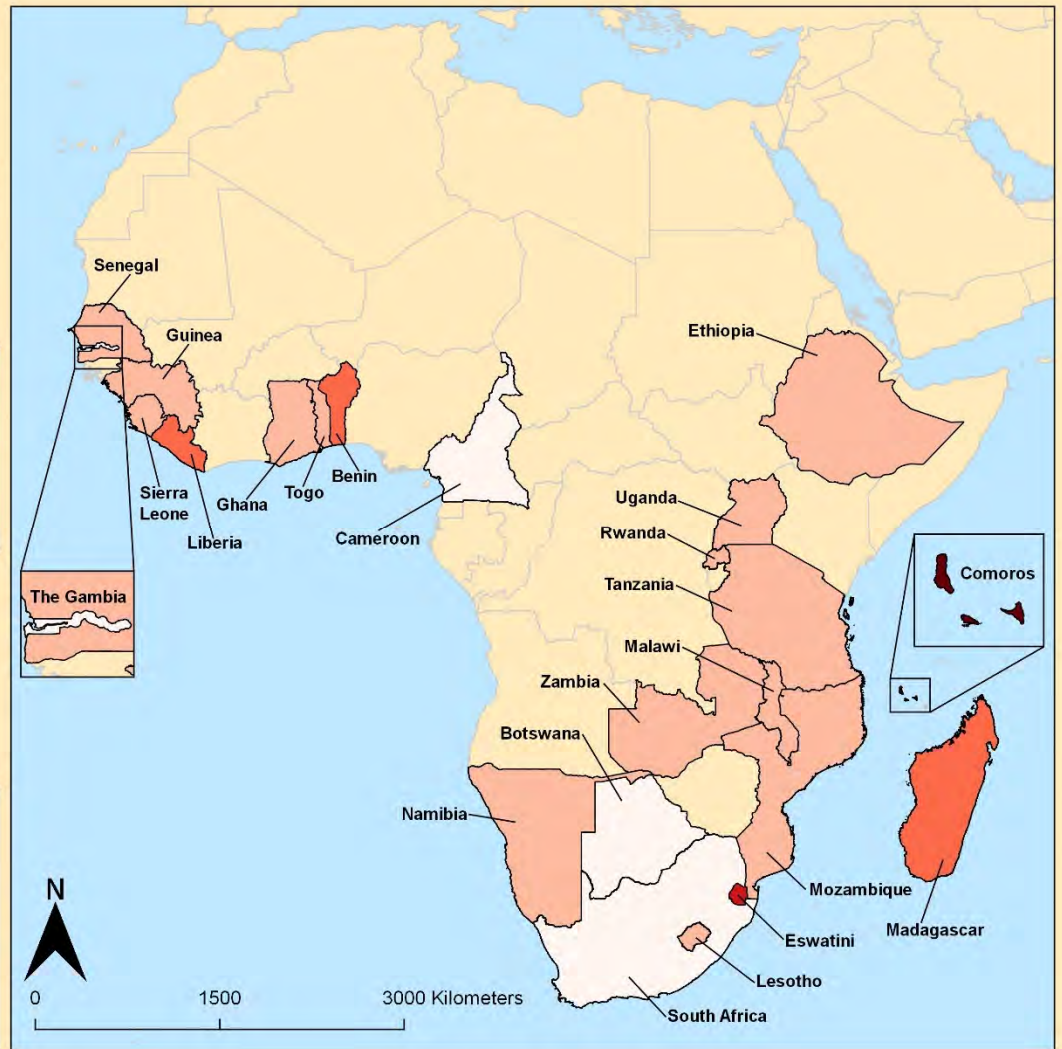 Senegal
Guinea
Ethiopia
Sierra
Leone
Liberia
Ghana
Togo
Benin
Cameroon
Uganda
Rwanda
Tanzania
Comoros
The Gambia
Malawi
Zambia
Botswana
Namibia
Mozambique
Madagascar
Eswatini
Lesotho
South Africa
N
0 1500 3000 Kilometers